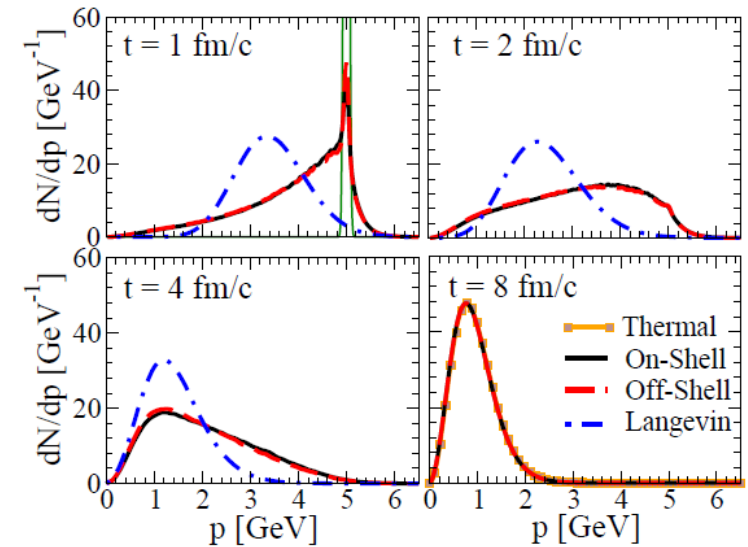 60
40
20
0
dN/dp [GeV⁻¹]
t = 1 fm/c
t = 2 fm/c
60
40
20
0
dN/dp [GeV⁻¹]
t = 4 fm/c
t = 8 fm/c
Thermal
On-Shell
Off-Shell
Langevin
0 1 2 3 4 5 6
0 1 2 3 4 5 6
p [GeV]
p [GeV]